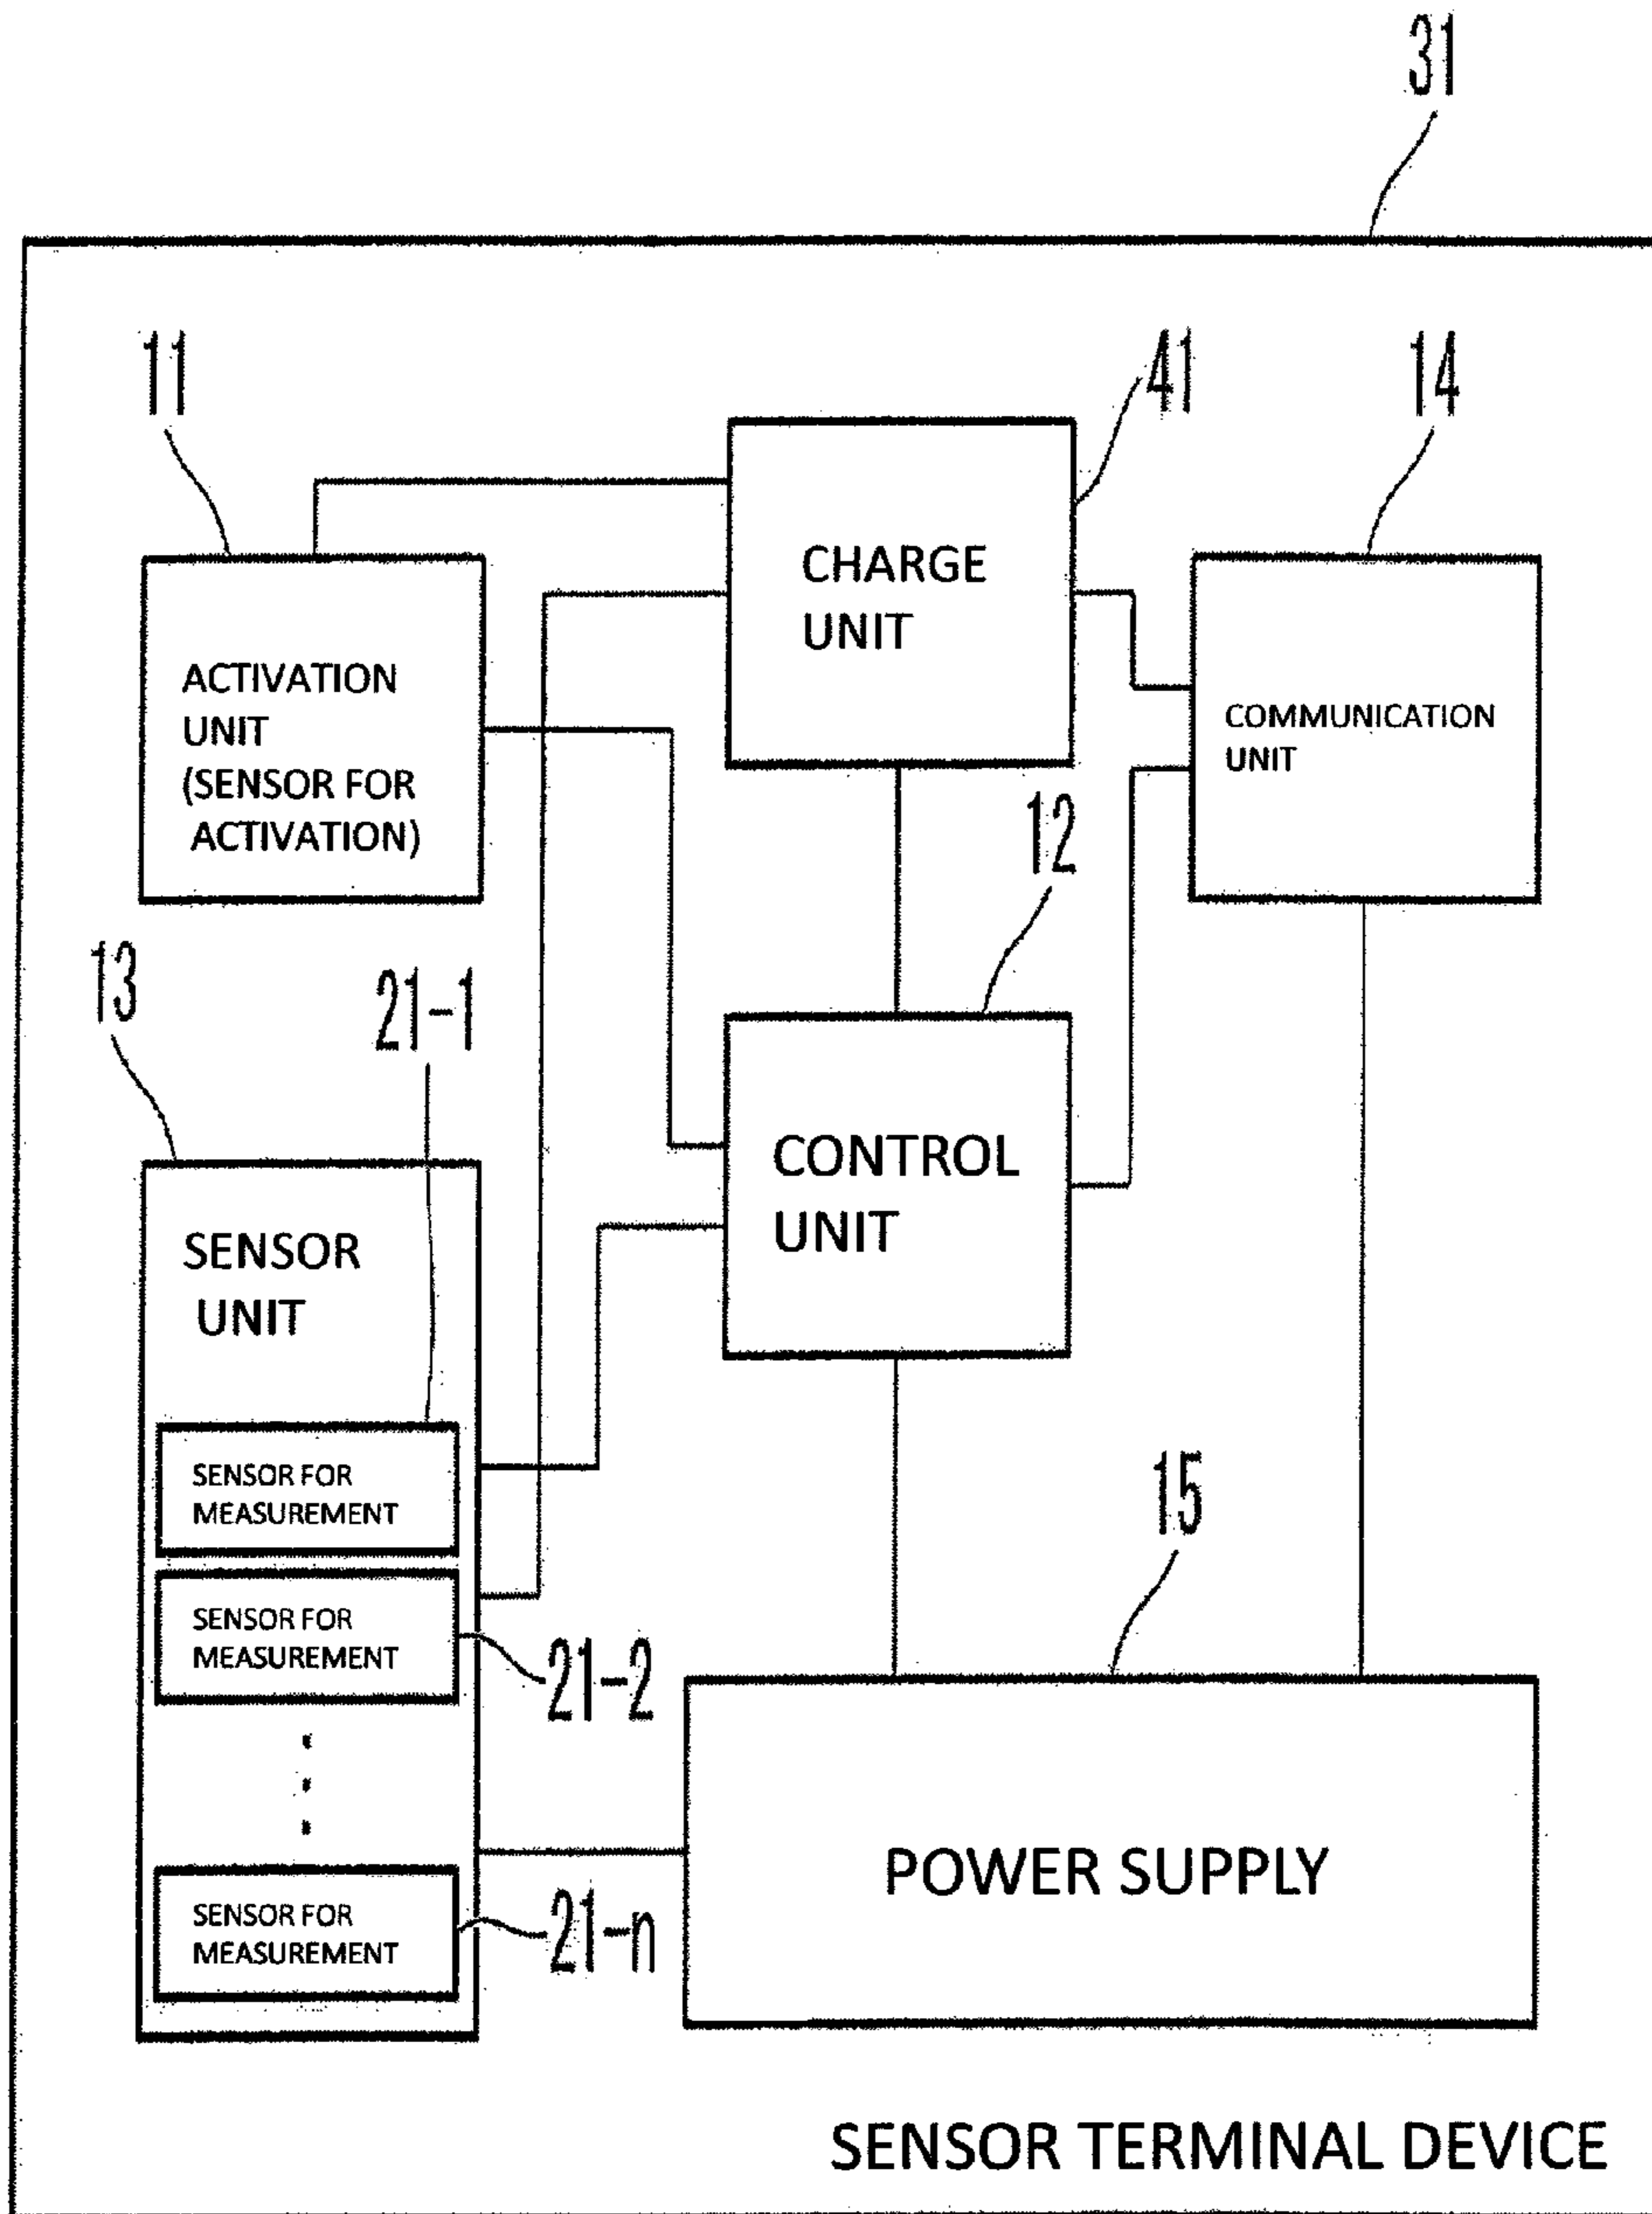 31
11
41
14
CHARGE
UNIT
ACTIVATION
UNIT
(SENSOR FOR
ACTIVATION)
COMMUNICATION
UNIT
12
13
21-1
CONTROL
UNIT
SENSOR
UNIT
SENSOR FOR
MEASUREMENT
15
SENSOR FOR
MEASUREMENT
21-2
POWER SUPPLY
SENSOR FOR
MEASUREMENT
21-n
SENSOR TERMINAL DEVICE